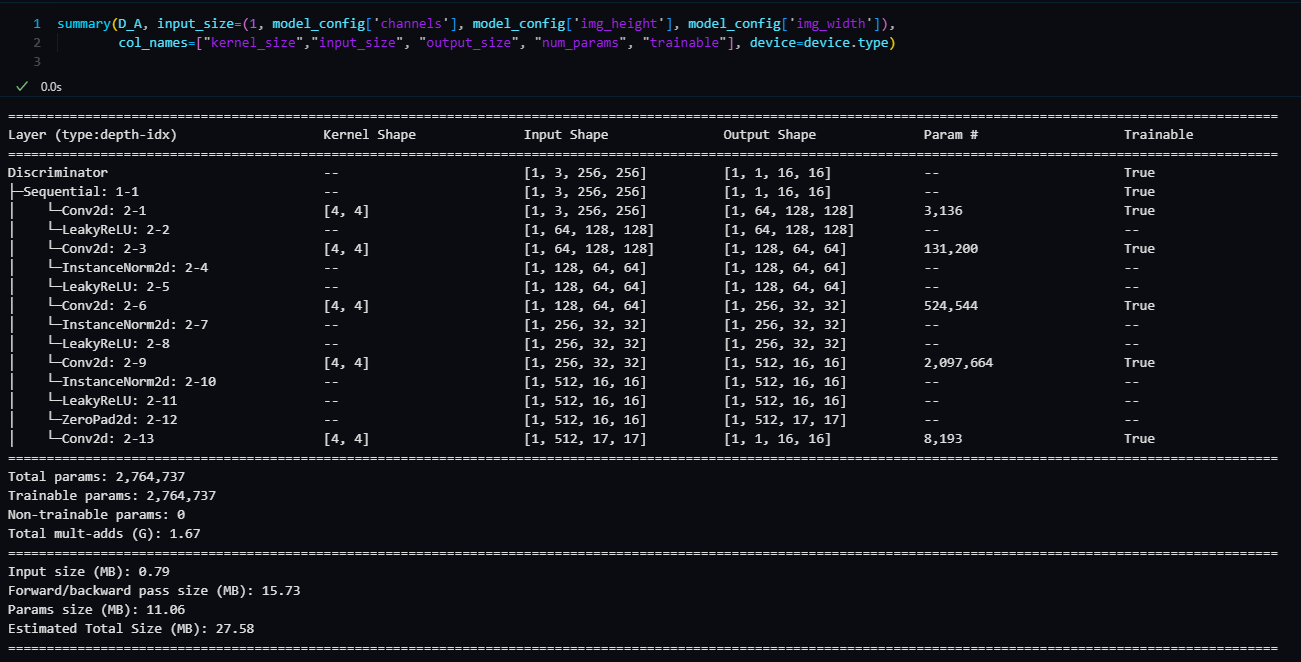 1 summary(D_A, input_size=(1, model_config['channels'], model_config['img_height'], model_config['img_width']),
2 col_names=["kernel_size","input_size", "output_size", "num_params", "trainable"], device=device.type)
3
✓ 0.0s
==========================================================================================
Layer (type:depth-idx) Kernel Shape Input Shape Output Shape Param # Trainable
==========================================================================================
Discriminator -- [1, 3, 256, 256] [1, 1, 16, 16] -- True
├─Sequential: 1-1 -- [1, 3, 256, 256] [1, 1, 16, 16] -- True
│ └─Conv2d: 2-1 [4, 4] [1, 3, 256, 256] [1, 64, 128, 128] 3,136 True
│ └─LeakyReLU: 2-2 -- [1, 64, 128, 128] [1, 64, 128, 128] -- --
│ └─Conv2d: 2-3 [4, 4] [1, 64, 128, 128] [1, 128, 64, 64] 131,200 True
│ └─InstanceNorm2d: 2-4 -- [1, 128, 64, 64] [1, 128, 64, 64] -- --
│ └─LeakyReLU: 2-5 -- [1, 128, 64, 64] [1, 128, 64, 64] -- --
│ └─Conv2d: 2-6 [4, 4] [1, 128, 64, 64] [1, 256, 32, 32] 524,544 True
│ └─InstanceNorm2d: 2-7 -- [1, 256, 32, 32] [1, 256, 32, 32] -- --
│ └─LeakyReLU: 2-8 -- [1, 256, 32, 32] [1, 256, 32, 32] -- --
│ └─Conv2d: 2-9 [4, 4] [1, 256, 32, 32] [1, 512, 16, 16] 2,097,664 True
│ └─InstanceNorm2d: 2-10 -- [1, 512, 16, 16] [1, 512, 16, 16] -- --
│ └─LeakyReLU: 2-11 -- [1, 512, 16, 16] [1, 512, 16, 16] -- --
│ └─ZeroPad2d: 2-12 -- [1, 512, 16, 16] [1, 512, 17, 17] -- --
│ └─Conv2d: 2-13 [4, 4] [1, 512, 17, 17] [1, 1, 16, 16] 8,193 True
==========================================================================================
Total params: 2,764,737
Trainable params: 2,764,737
Non-trainable params: 0
Total mult-adds (G): 1.67
==========================================================================================
Input size (MB): 0.79
Forward/backward pass size (MB): 15.73
Params size (MB): 11.06
Estimated Total Size (MB): 27.58
==========================================================================================